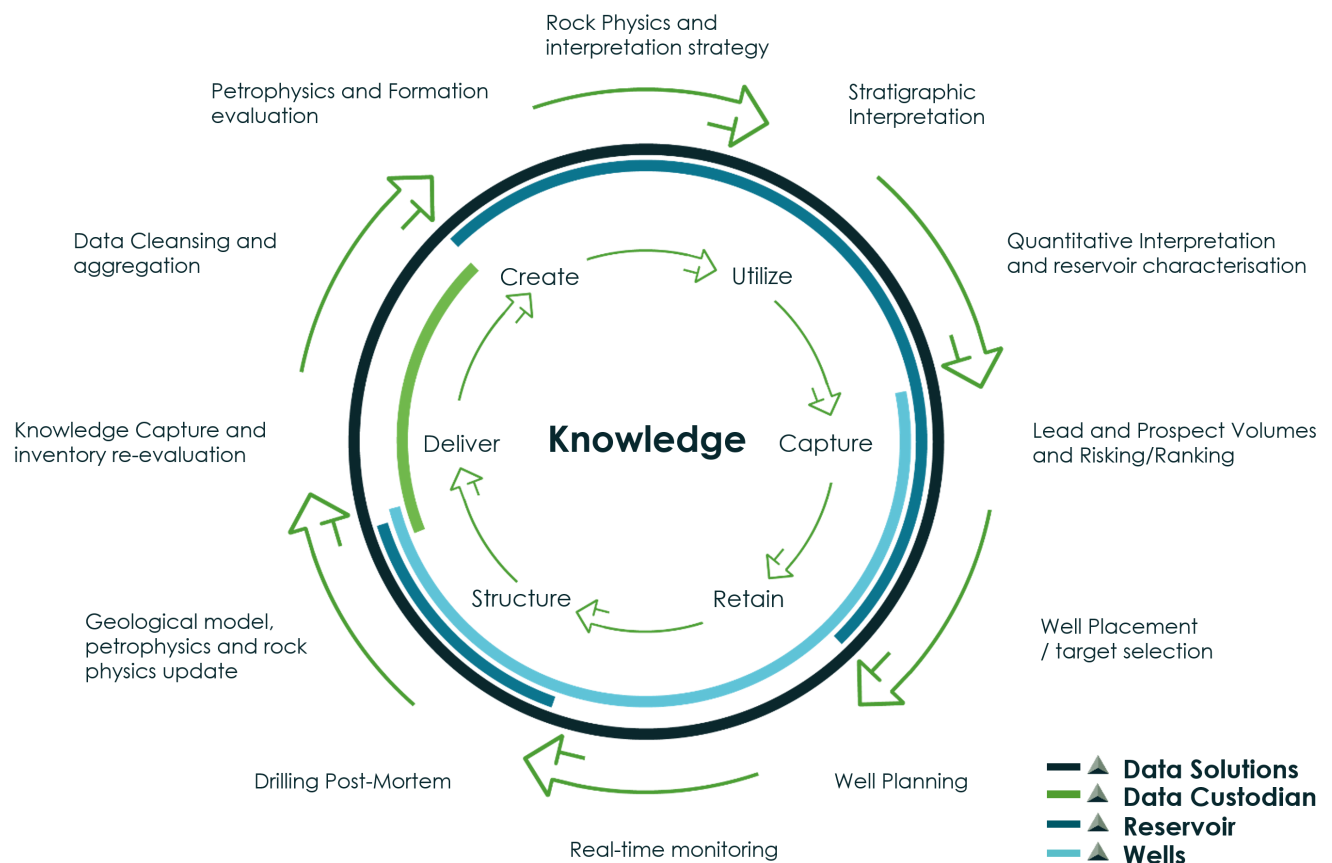 Rock Physics and
interpretation strategy
Petrophysics and Formation
evaluation
Stratigraphic
Interpretation
Data Cleansing and
aggregation
Quantitative Interpretation
and reservoir characterisation
Create
Utilize
Knowledge Capture and
inventory re-evaluation
Deliver
Knowledge
Capture
Lead and Prospect Volumes
and Risking/Ranking
Structure
Retain
Geological model,
petrophysics and rock
physics update
Well Placement
/ target selection
Drilling Post-Mortem
Well Planning
Real-time monitoring
Data Solutions
Data Custodian
Reservoir
Wells